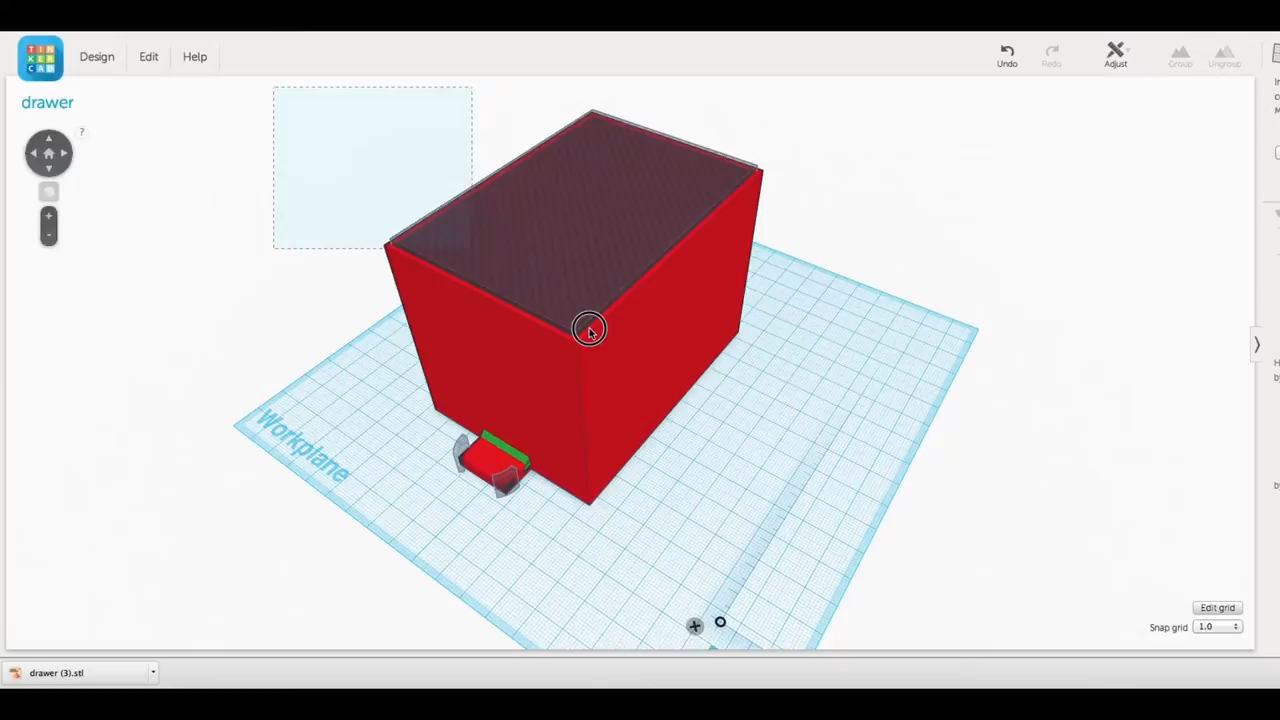 TIN
KER
CAD
Design
Edit
Help
Undo
Redo
Adjust
Group
Ungroup
drawer
?
Workplane
Edit grid
Snap grid 1.0
drawer (3).stl